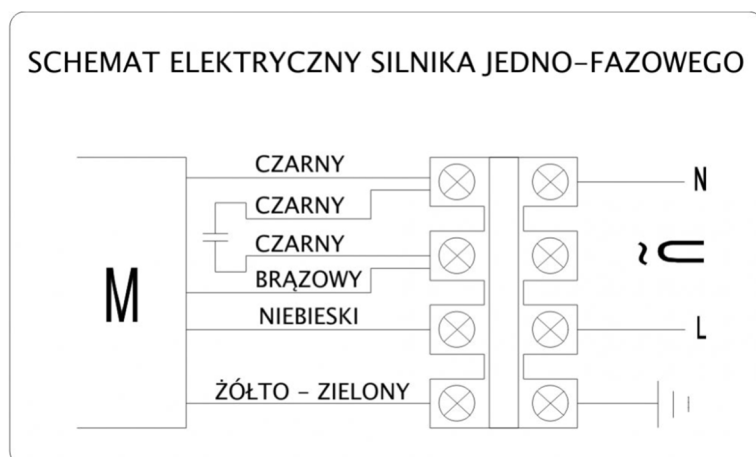 SCHEMAT ELEKTRYCZNY SILNIKA JEDNO-FAZOWEGO
CZARNY
N
CZARNY
CZARNY
~U
BRĄZOWY
M
NIEBIESKI
L
ŻÓŁTO - ZIELONY